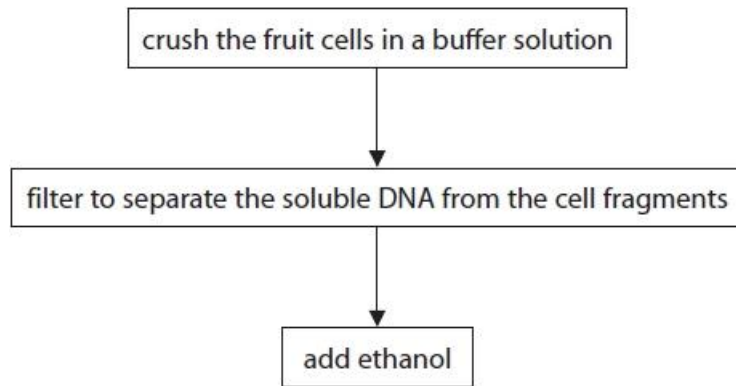 crush the fruit cells in a buffer solution
filter to separate the soluble DNA from the cell fragments
add ethanol